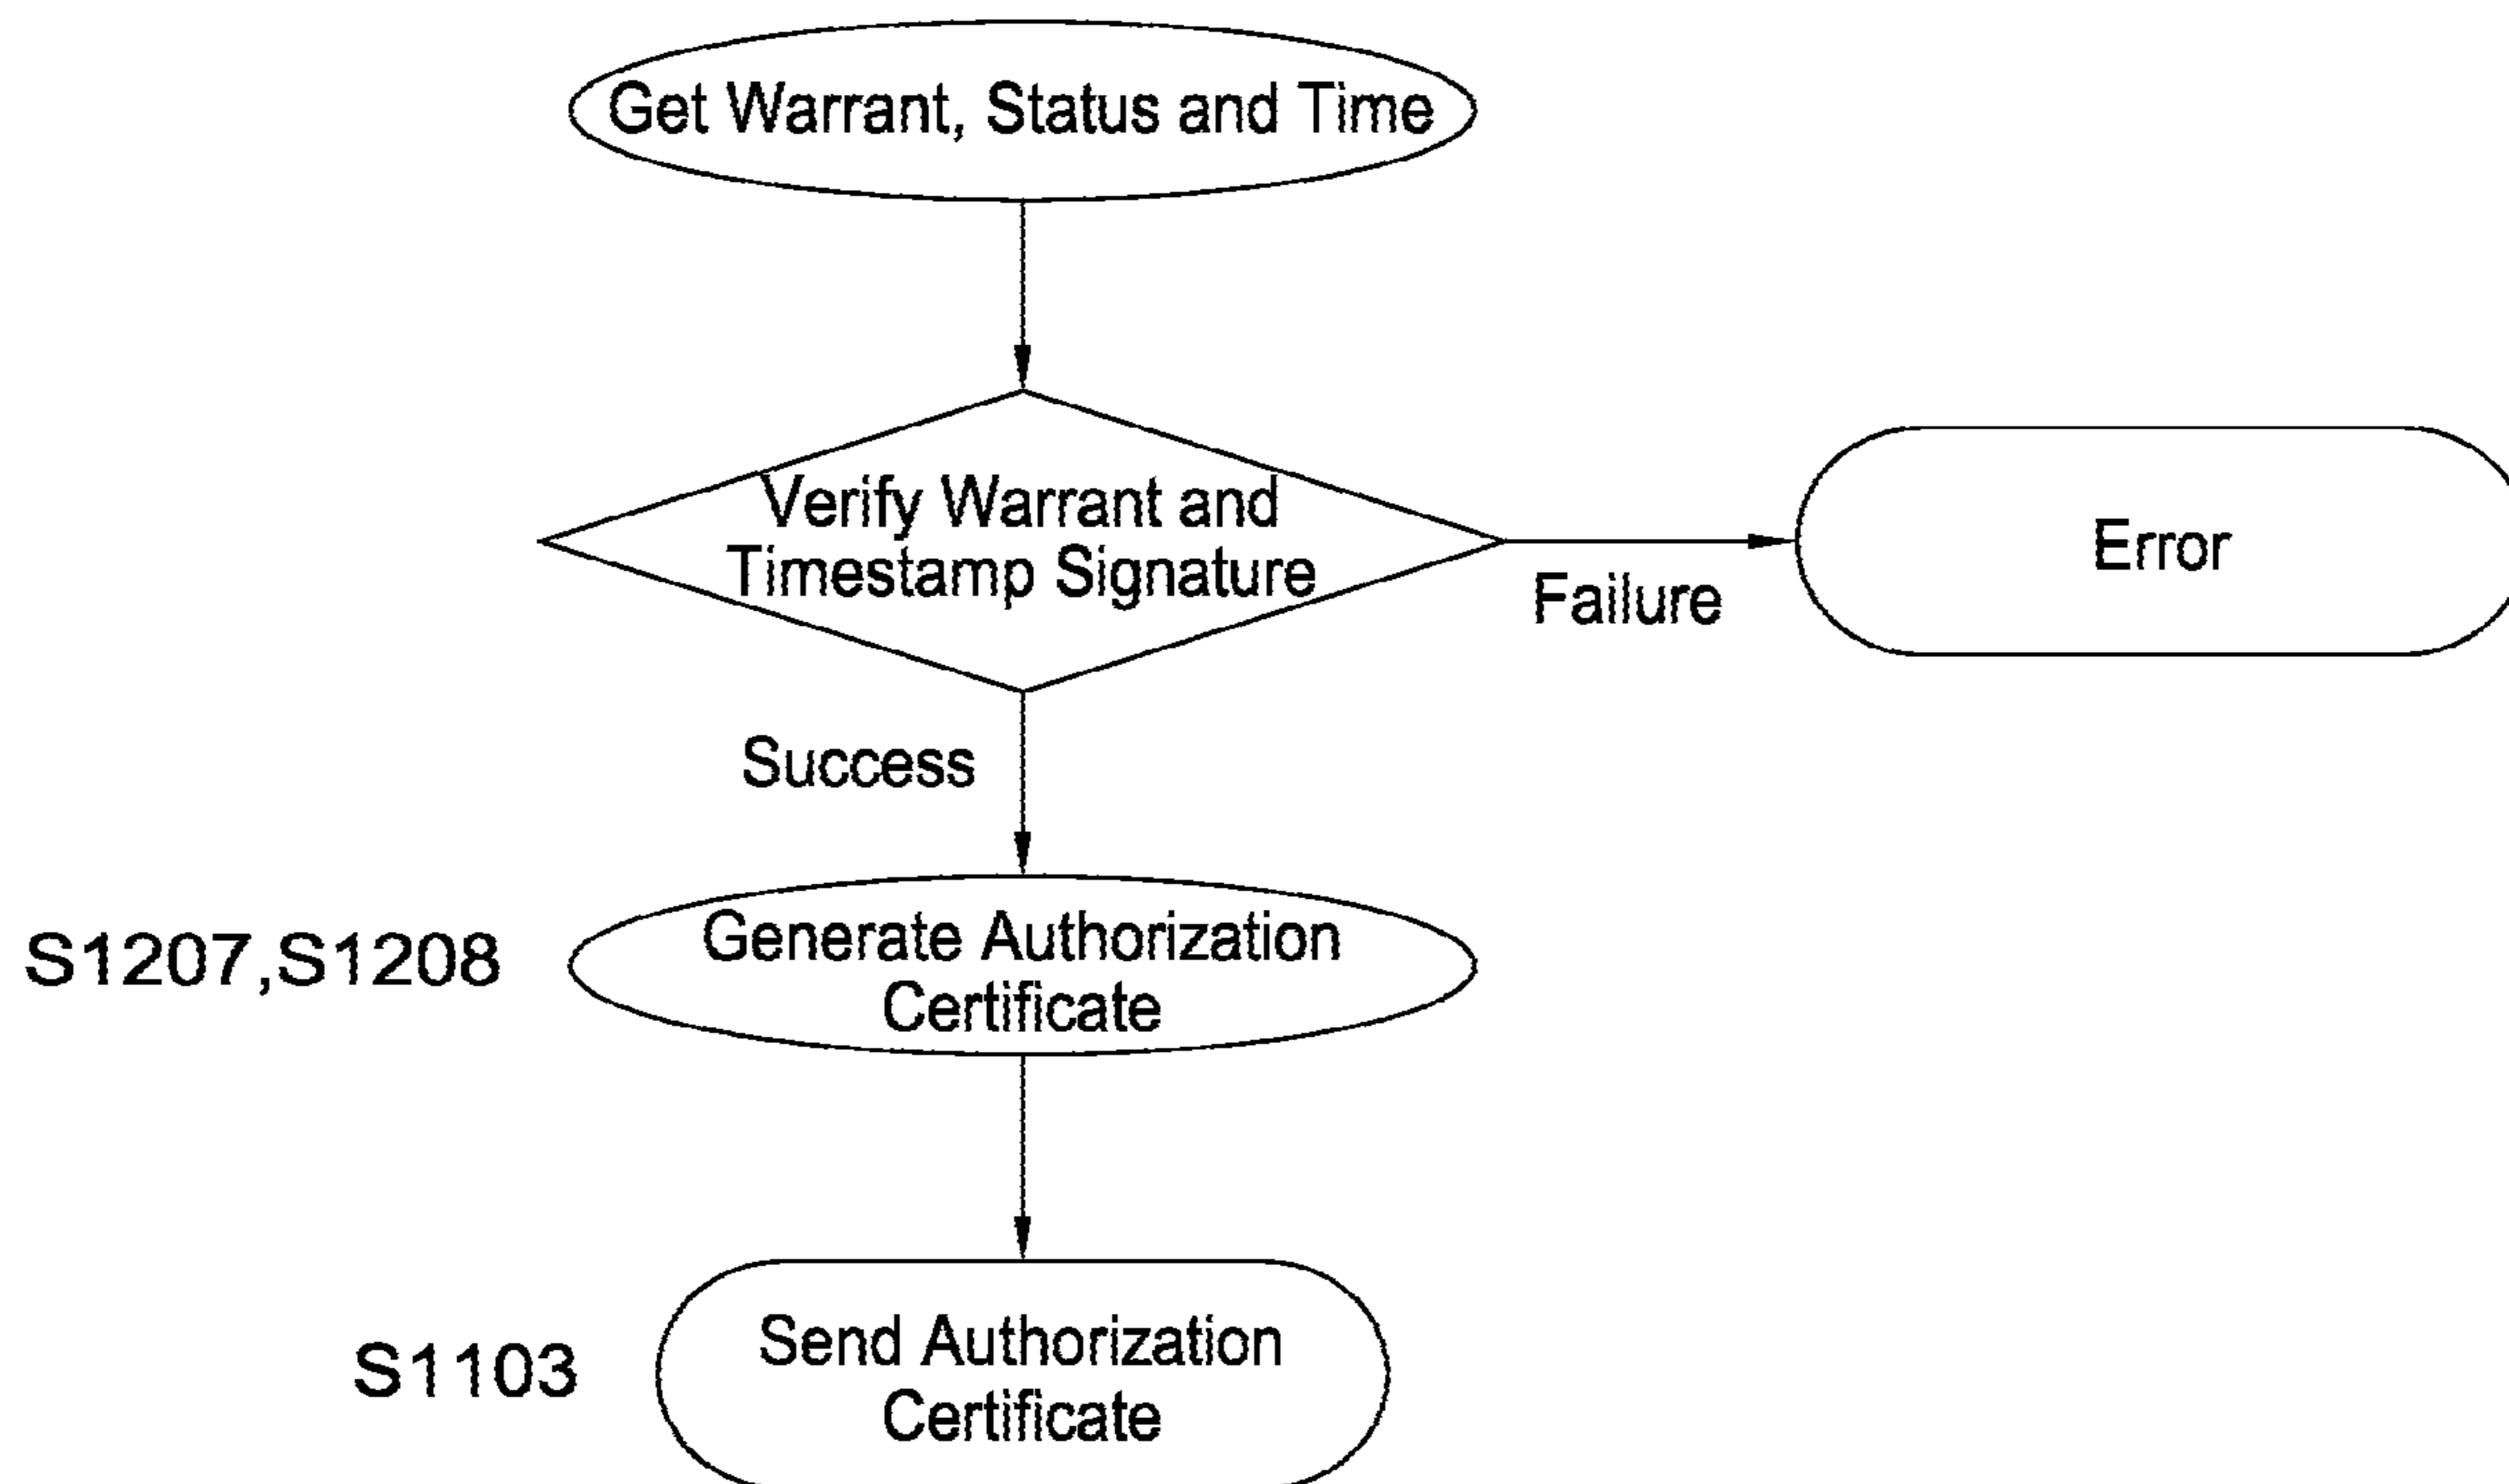 Get Warrant, Status and Time
Verify Warrant and
Timestamp Signature
Error
Failure
Success
S1207,S1208
Generate Authorization
Certificate
S1103
Send Authorization
Certificate